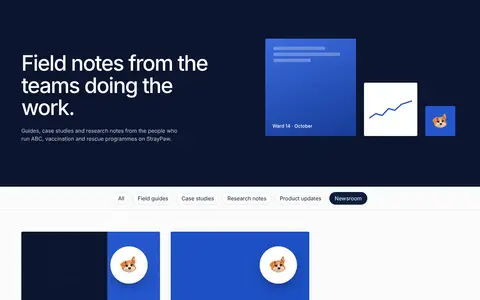 Field notes from the
teams doing the
work.
Guides, case studies and research notes from the people who
run ABC, vaccination and rescue programmes on StrayPaw.
Ward 14 · October
All
Field guides
Case studies
Research notes
Product updates
Newsroom